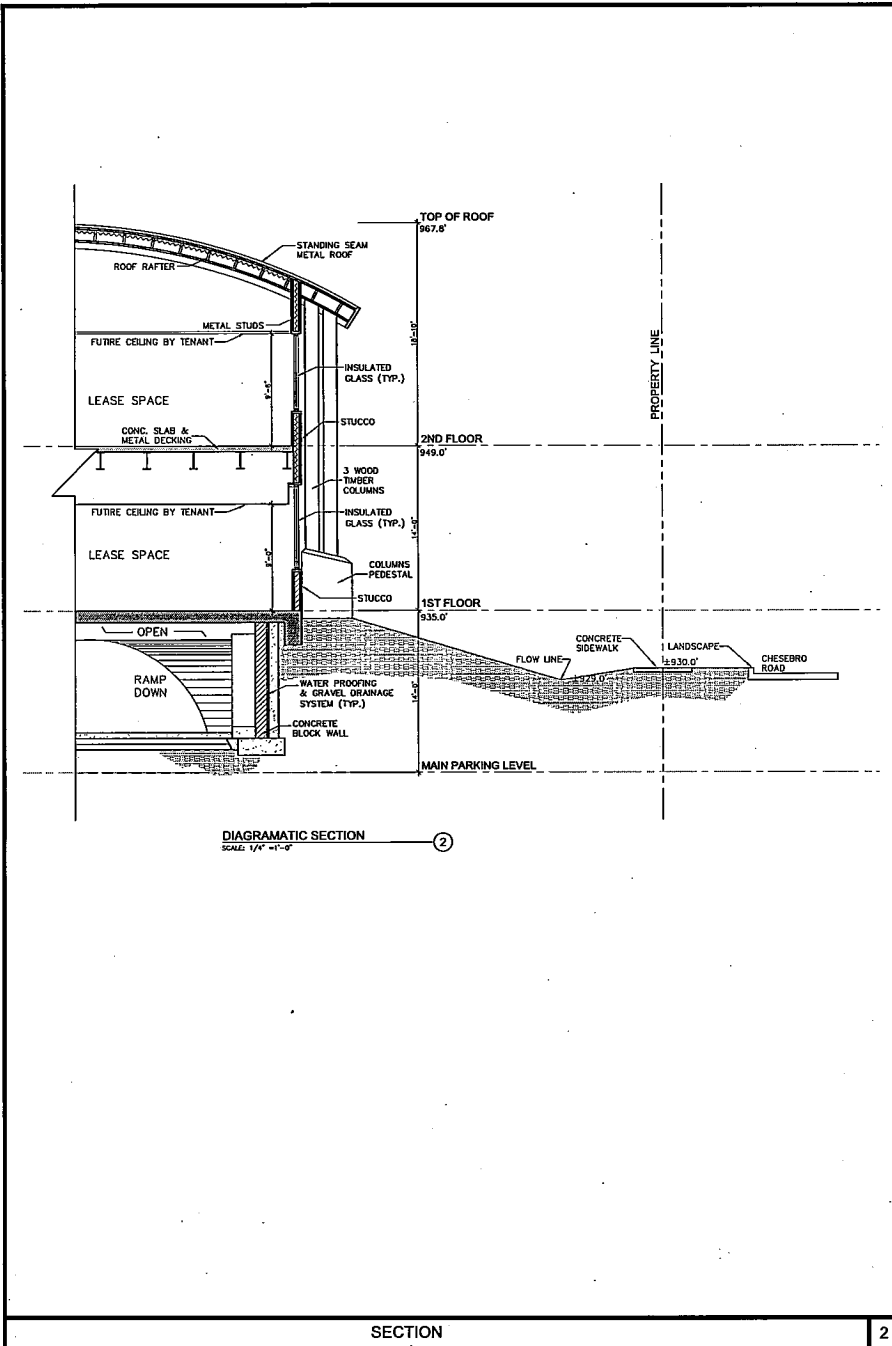 TOP OF ROOF
967.8'
STANDING SEAM
METAL ROOF
ROOF RAFTER
METAL STUDS
FUTIRE CEILING BY TENANT
18'-10"
PROPERTY LINE
INSULATED
GLASS (TYP.)
LEASE SPACE
9'-6"
STUCCO
CONC. SLAB &
METAL DECKING
2ND FLOOR
949.0'
3 WOOD
TIMBER
COLUMNS
FUTIRE CEILING BY TENANT
INSULATED
GLASS (TYP.)
14'-0"
LEASE SPACE
9'-0"
COLUMNS
PEDESTAL
STUCCO
1ST FLOOR
935.0'
OPEN
CONCRETE
SIDEWALK
LANDSCAPE
±930.0'
CHESEBRO
ROAD
FLOW LINE
±929.0'
RAMP
DOWN
WATER PROOFING
& GRAVEL DRAINAGE
SYSTEM (TYP.)
14'-0"
CONCRETE
BLOCK WALL
MAIN PARKING LEVEL
DIAGRAMATIC SECTION
SCALE: 1/4" =1'-0"
2
SECTION
2